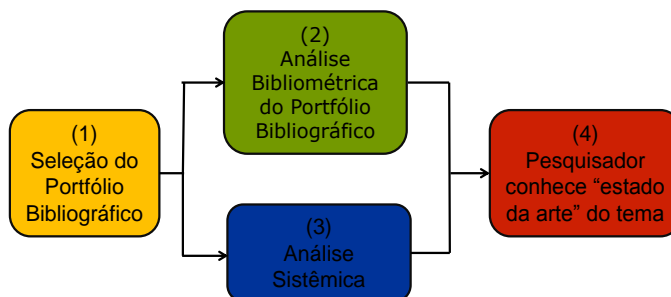 (1)
Seleção do
Portfólio
Bibliográfico
(2)
Análise
Bibliométrica
do Portfólio
Bibliográfico
(3)
Análise
Sistêmica
(4)
Pesquisador
conhece “estado
da arte” do tema